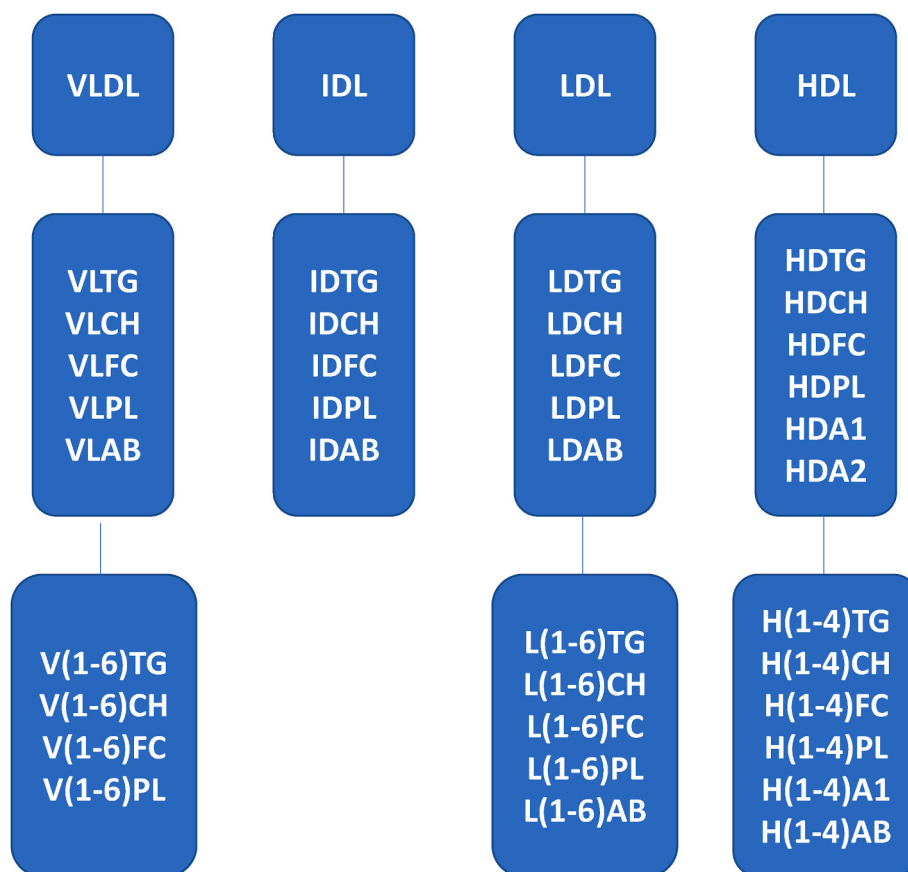 VLDL
IDL
LDL
HDL
VLTG
VLCH
VLFC
VLPL
VLAB
IDTG
IDCH
IDFC
IDPL
IDAB
LDTG
LDCH
LDFC
LDPL
LDAB
HDTG
HDCH
HDFC
HDPL
HDA1
HDA2
V(1-6)TG
V(1-6)CH
V(1-6)FC
V(1-6)PL
L(1-6)TG
L(1-6)CH
L(1-6)FC
L(1-6)PL
L(1-6)AB
H(1-4)TG
H(1-4)CH
H(1-4)FC
H(1-4)PL
H(1-4)A1
H(1-4)AB